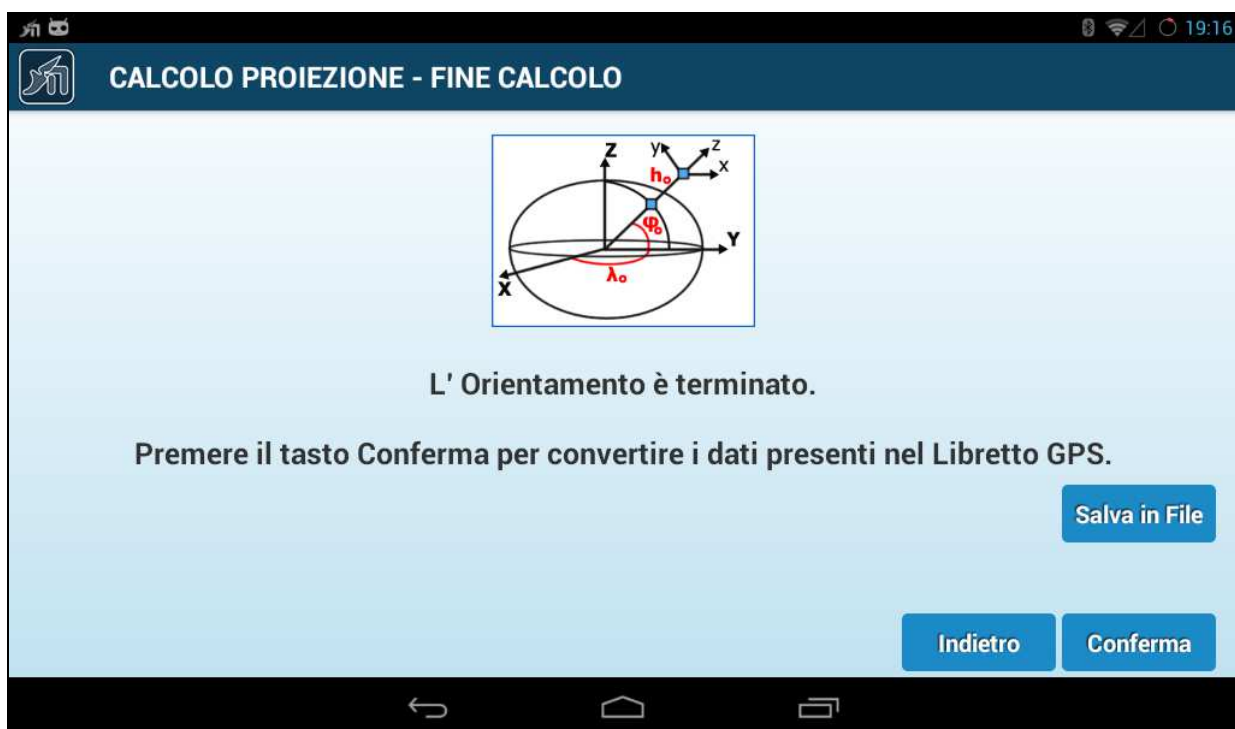 19:16
CALCOLO PROIEZIONE - FINE CALCOLO
Z y z
h₀ x
φ₀
Y
λ₀
X
L' Orientamento è terminato.
Premere il tasto Conferma per convertire i dati presenti nel Libretto GPS.
Salva in File
Indietro Conferma